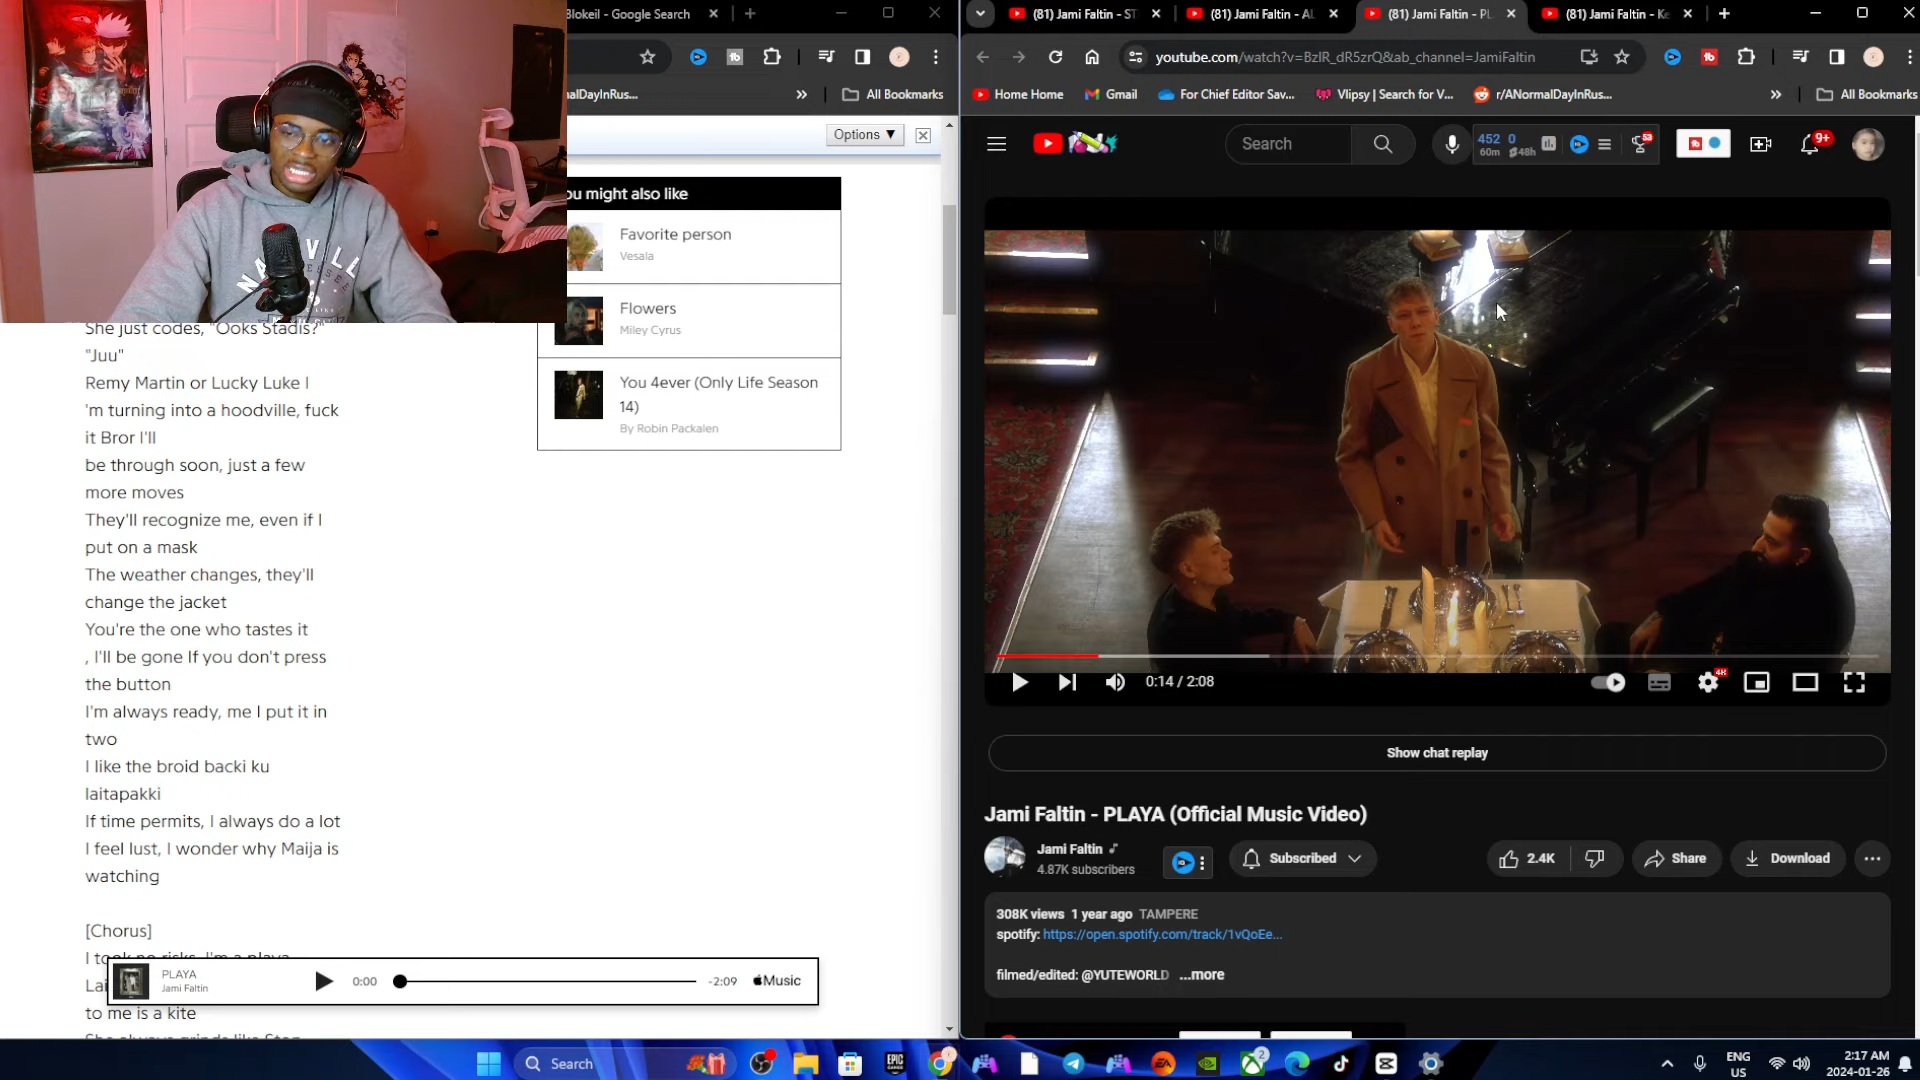 Blokeil - Google Search
All Bookmarks
nalDayInRus...
Options ▼
You might also like
Favorite person
Vesala
Flowers
Miley Cyrus
You 4ever (Only Life Season
14)
By Robin Packalen
She just codes, "Ooks Stadis?"
"Juu"
Remy Martin or Lucky Luke I
'm turning into a hoodville, fuck
it Bror I'll
be through soon, just a few
more moves
They'll recognize me, even if I
put on a mask
The weather changes, they'll
change the jacket
You're the one who tastes it
, I'll be gone If you don't press
the button
I'm always ready, me I put it in
two
I like the broid backi ku
laitapakki
If time permits, I always do a lot
I feel lust, I wonder why Maija is
watching
[Chorus]
I took no risks, I'm a playa
Lai
to me is a kite
PLAYA
Jami Faltin
0:00
-2:09
Music
(81) Jami Faltin - ST
(81) Jami Faltin - AL
(81) Jami Faltin - PL
(81) Jami Faltin - Ke
youtube.com/watch?v=BzlR_dR5zrQ&ab_channel=JamiFaltin
Home Home
Gmail
For Chief Editor Sav...
Vlipsy | Search for V...
r/ANormalDayInRus...
All Bookmarks
Search
452 0
60m 48h
53
9+
0:14 / 2:08
4K
Show chat replay
Jami Faltin - PLAYA (Official Music Video)
Jami Faltin
4.87K subscribers
Subscribed
2.4K
Share
Download
308K views 1 year ago TAMPERE
spotify: https://open.spotify.com/track/1vQoEe...
filmed/edited: @YUTEWORLD ...more
Search
EPIC
2
ENG
US
2:17 AM
2024-01-26